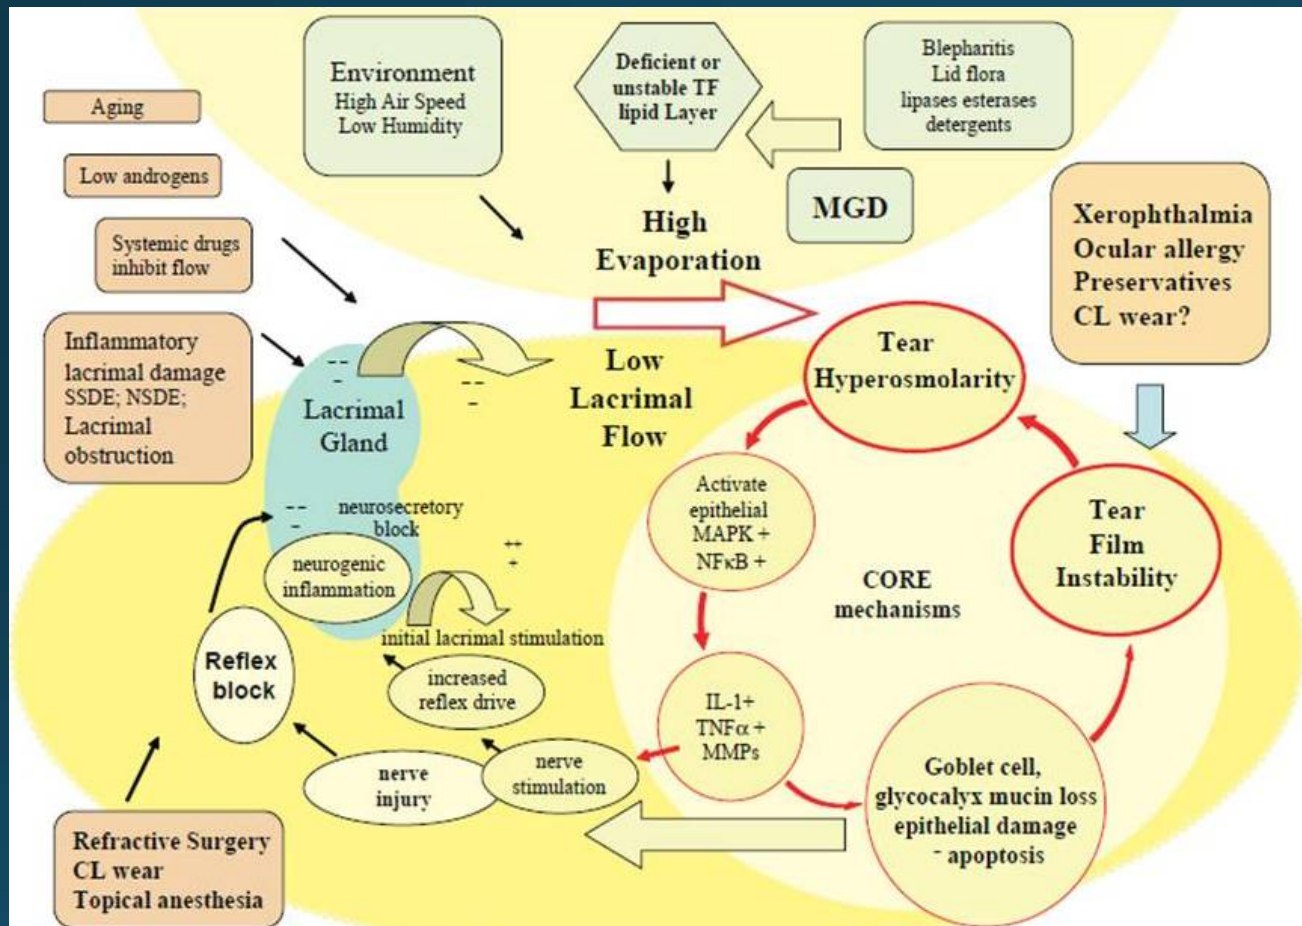 Environment
High Air Speed
Low Humidity
Deficient or
unstable TF
lipid Layer
Blepharitis
Lid flora
lipases esterases
detergents
MGD
High
Evaporation
Aging
Low androgens
Systemic drugs
inhibit flow
Inflammatory
lacrimal damage
SSDE; NSDE;
Lacrimal
obstruction
Xerophthalmia
Ocular allergy
Preservatives
CL wear?
-- 
-
Lacrimal
Gland
--
-
Low
Lacrimal
Flow
Tear
Hyperosmolarity
Activate
epithelial
MAPK +
NFκB +
CORE
mechanisms
Tear
Film
Instability
--
-
neurosecretory
block
neurogenic
inflammation
++
+
initial lacrimal stimulation
increased
reflex drive
Reflex
block
nerve
injury
nerve
stimulation
IL-1+
TNFα +
MMPs
Goblet cell,
glycocalyx mucin loss
epithelial damage
- apoptosis
Refractive Surgery
CL wear
Topical anesthesia